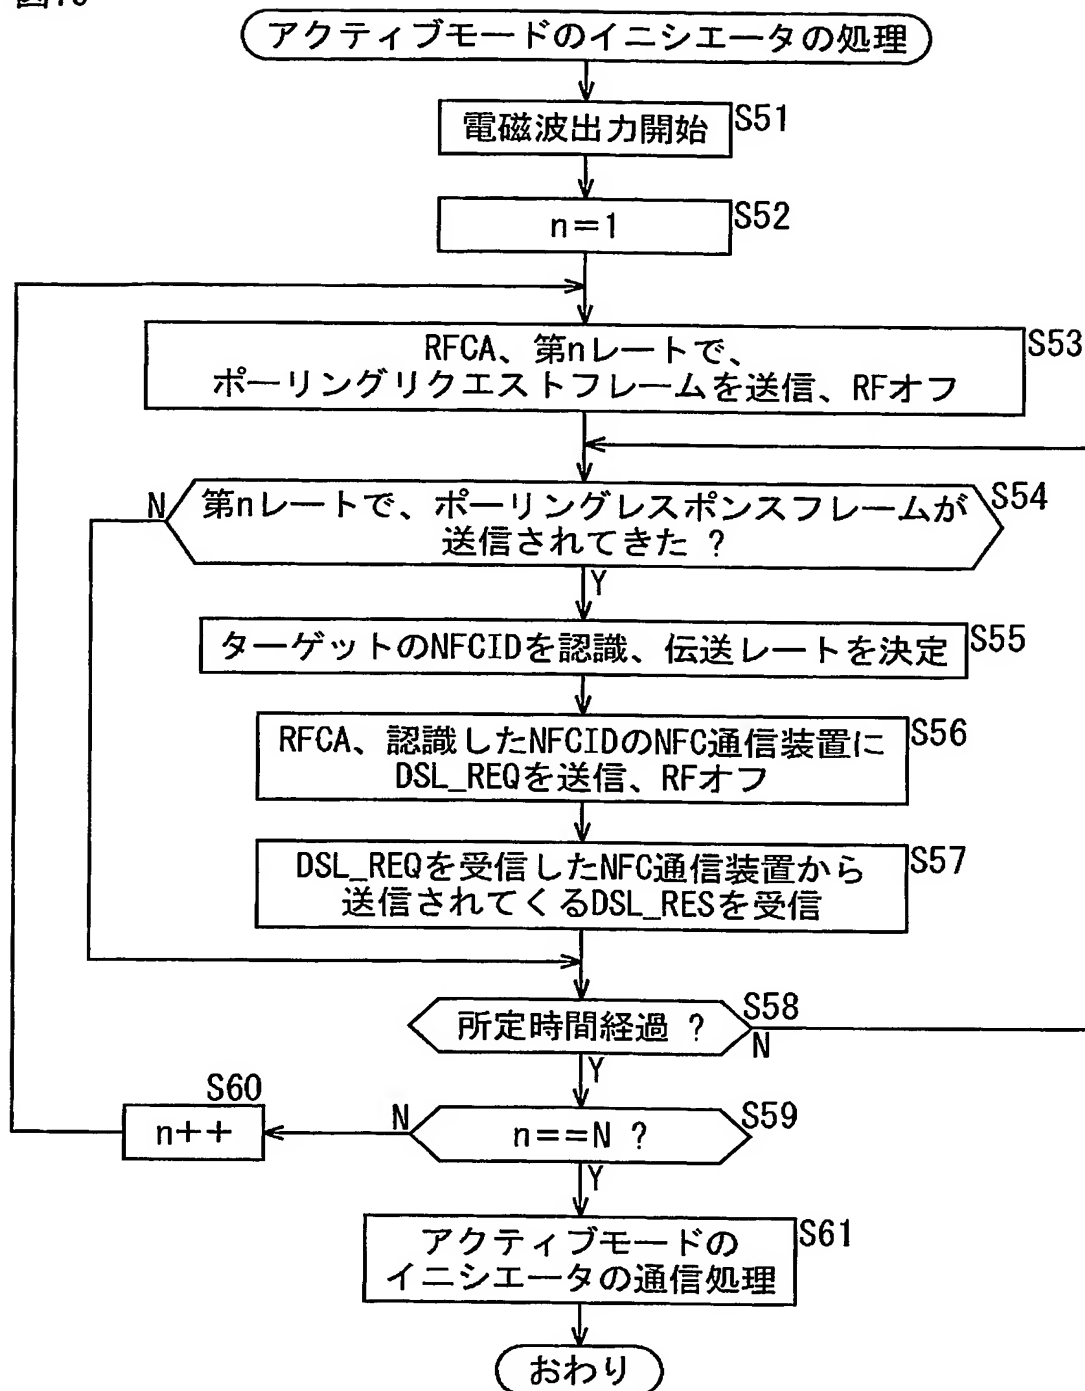 アクティブモードのイニシエータの処理
電磁波出力開始
S51
n=1
S52
RFCA、第nレートで、
ポーリングリクエストフレームを送信、RFオフ
S53
第nレートで、ポーリングレスポンスフレームが
送信されてきた ?
S54
N
Y
ターゲットのNFCIDを認識、伝送レートを決定
S55
RFCA、認識したNFCIDのNFC通信装置に
DSL_REQを送信、RFオフ
S56
DSL_REQを受信したNFC通信装置から
送信されてくるDSL_RESを受信
S57
所定時間経過 ?
S58
N
Y
S60
n++
N
n==N ?
S59
Y
アクティブモードの
イニシエータの通信処理
S61
おわり